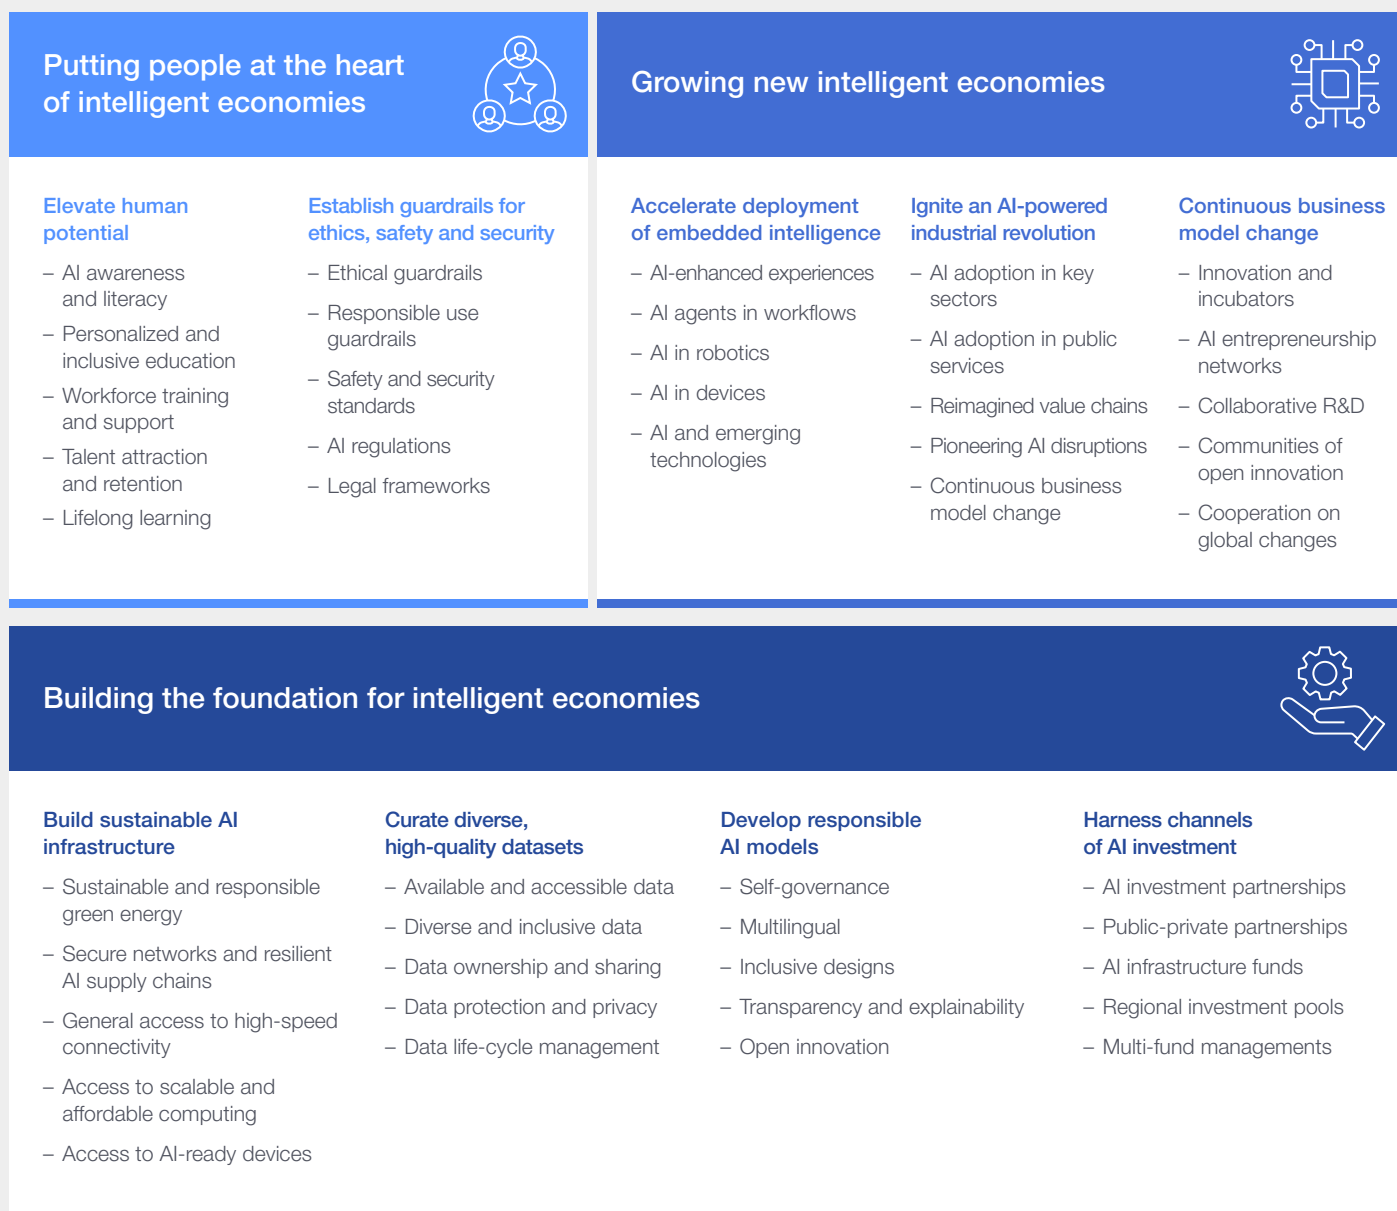 Putting people at the heart
of intelligent economies
Elevate human
potential
– AI awareness
and literacy
– Personalized and
inclusive education
– Workforce training
and support
– Talent attraction
and retention
– Lifelong learning
Establish guardrails for
ethics, safety and security
– Ethical guardrails
– Responsible use
guardrails
– Safety and security
standards
– AI regulations
– Legal frameworks
Growing new intelligent economies
Accelerate deployment
of embedded intelligence
– AI-enhanced experiences
– AI agents in workflows
– AI in robotics
– AI in devices
– AI and emerging
technologies
Ignite an AI-powered
industrial revolution
– AI adoption in key
sectors
– AI adoption in public
services
– Reimagined value chains
– Pioneering AI disruptions
– Continuous business
model change
Continuous business
model change
– Innovation and
incubators
– AI entrepreneurship
networks
– Collaborative R&D
– Communities of
open innovation
– Cooperation on
global changes
Building the foundation for intelligent economies
Build sustainable AI
infrastructure
– Sustainable and responsible
green energy
– Secure networks and resilient
AI supply chains
– General access to high-speed
connectivity
– Access to scalable and
affordable computing
– Access to AI-ready devices
Curate diverse,
high-quality datasets
– Available and accessible data
– Diverse and inclusive data
– Data ownership and sharing
– Data protection and privacy
– Data life-cycle management
Develop responsible
AI models
– Self-governance
– Multilingual
– Inclusive designs
– Transparency and explainability
– Open innovation
Harness channels
of AI investment
– AI investment partnerships
– Public-private partnerships
– AI infrastructure funds
– Regional investment pools
– Multi-fund managements